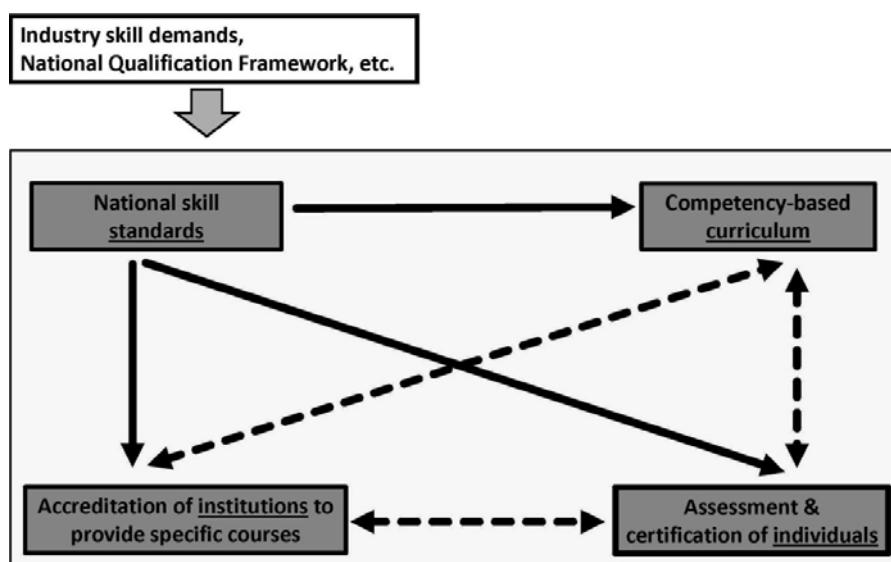 Industry skill demands,
National Qualification Framework, etc.
National skill
standards
Competency-based
curriculum
Accreditation of institutions to
provide specific courses
Assessment &
certification of individuals